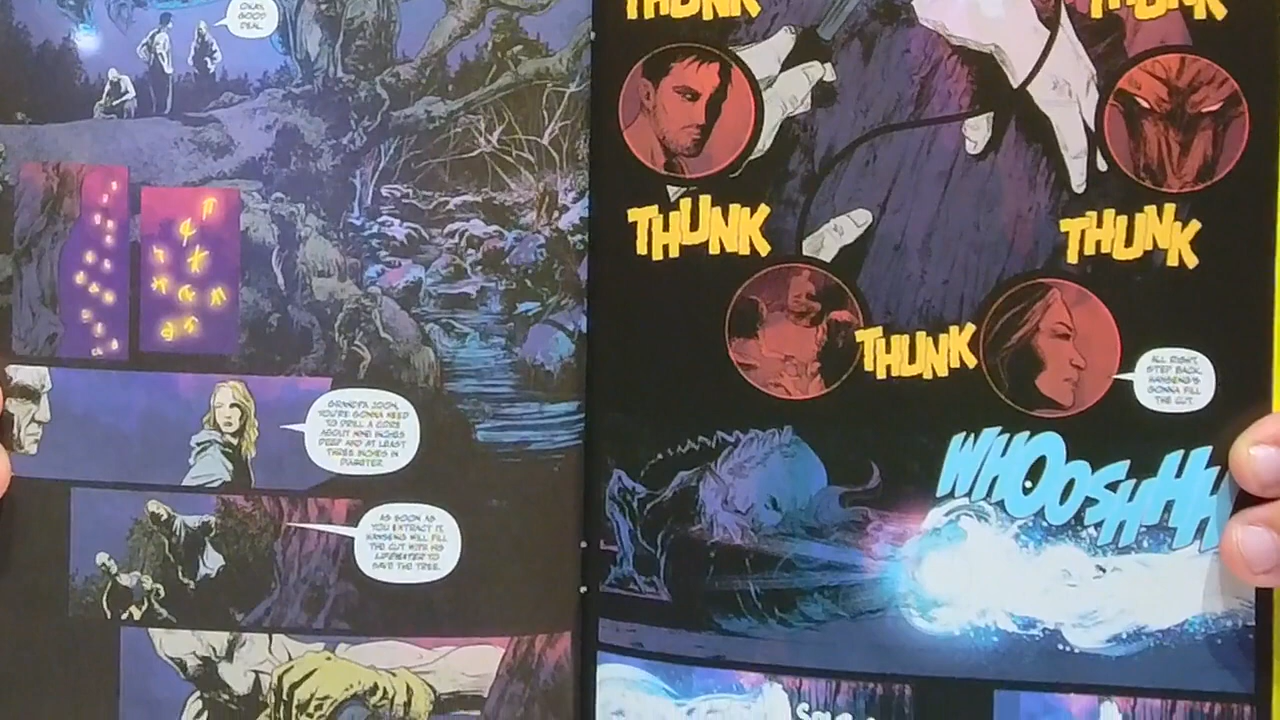 OKAY,
GOOD
DEAL.
GRANDPA JOON,
YOU'RE GONNA NEED
TO DRILL A CORE
ABOUT NINE INCHES
DEEP AND AT LEAST
THREE INCHES IN
DIAMETER.
AS SOON AS
YOU EXTRACT IT,
HANSENG WILL FILL
THE CUT WITH HIS
LIFEWATER TO
SAVE THE TREE.
THUNK
THUNK
THUNK
THUNK
THUNK
ALL RIGHT,
STEP BACK.
HANSENG'S
GONNA FILL
THE CUT.
WHOOSHHH